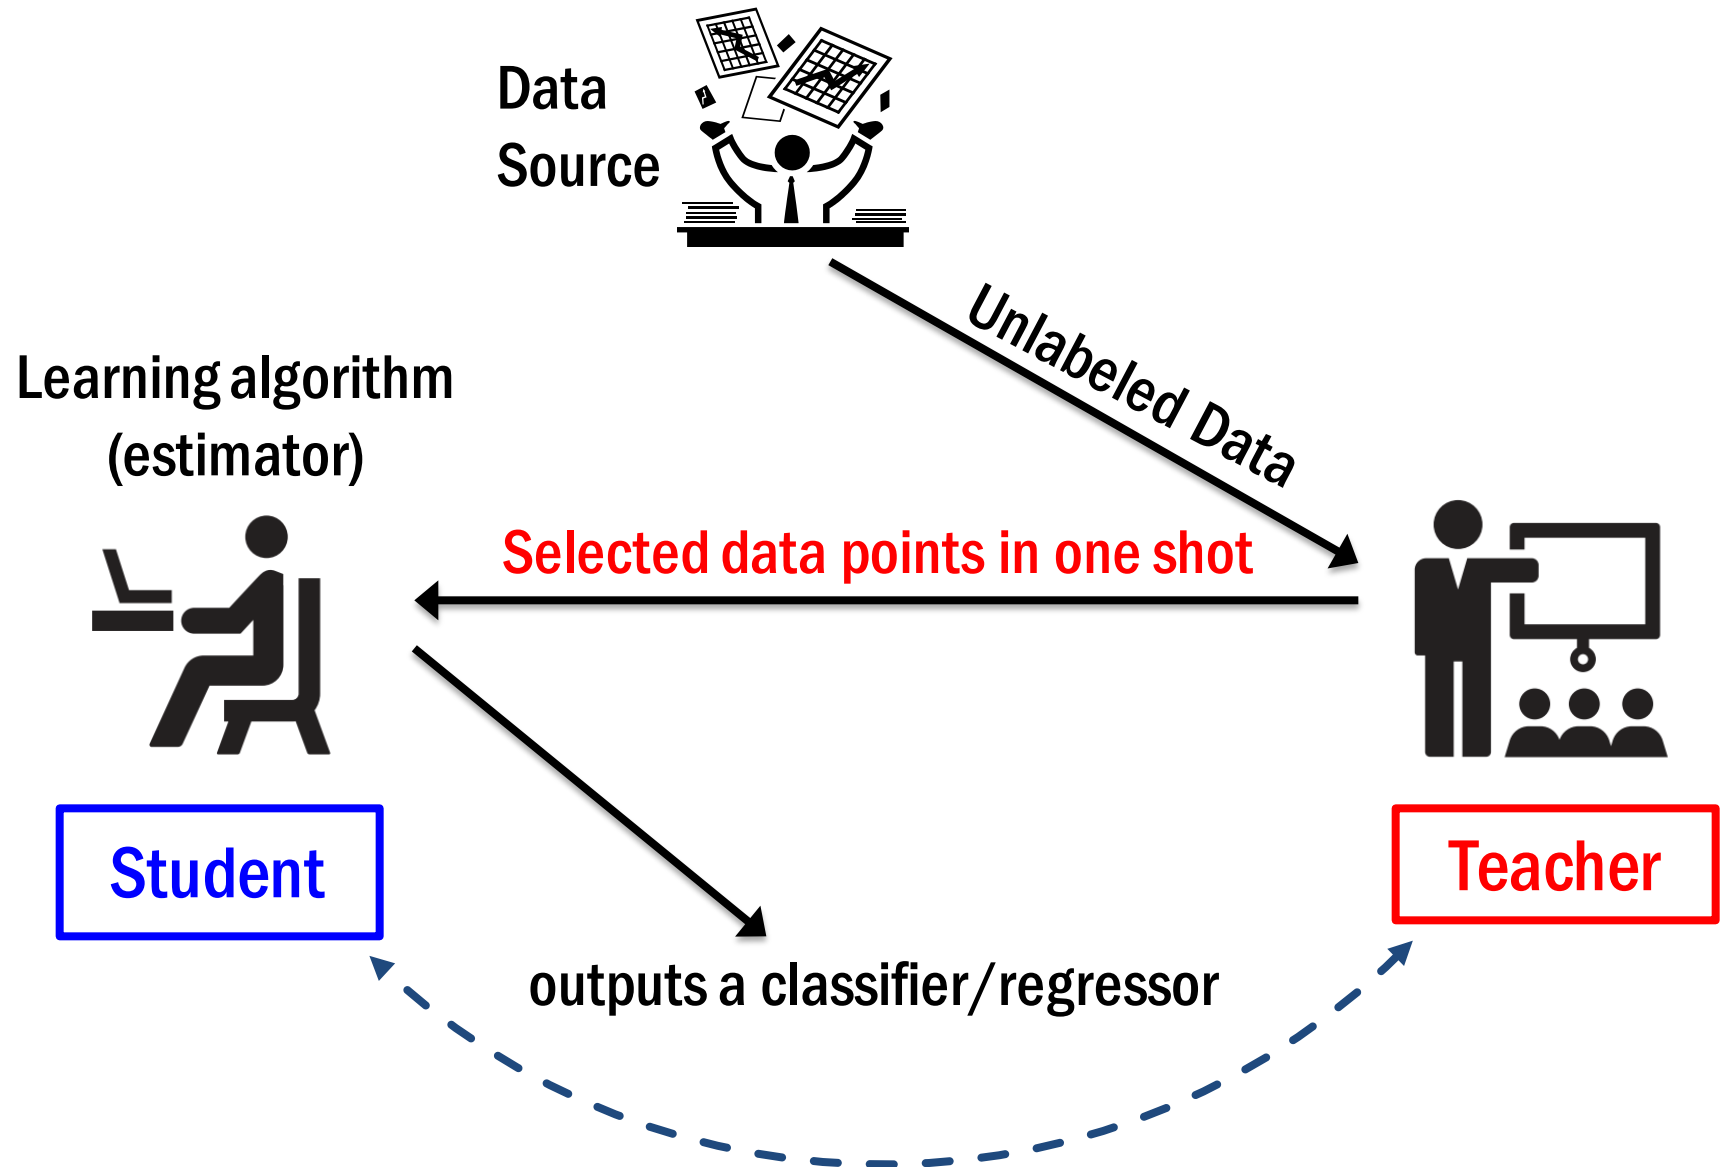 Data
Source
Unlabeled Data
Learning algorithm
(estimator)
Selected data points in one shot
Student
Teacher
outputs a classifier/regressor